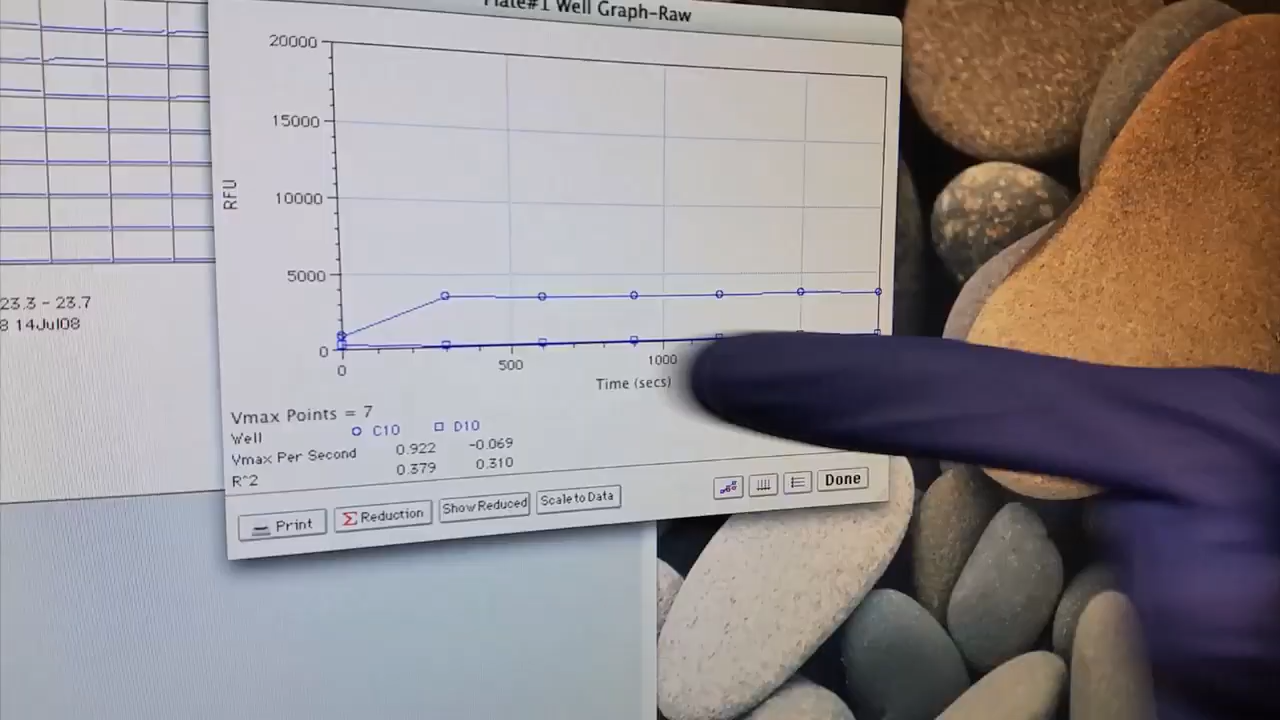 Plate#1 Well Graph-Raw
20000
15000
10000
5000
0
RFU
0 500 1000
Time (secs)
23.3 - 23.7
8 14Jul08
Vmax Points = 7
Well C10 D10
Vmax Per Second 0.922 -0.069
R^2 0.379 0.310
Print Reduction Show Reduced Scale to Data Done